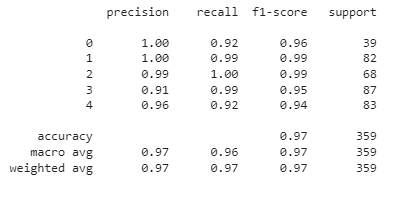 precision recall f1-score support
0 1.00 0.92 0.96 39
1 1.00 0.99 0.99 82
2 0.99 1.00 0.99 68
3 0.91 0.99 0.95 87
4 0.96 0.92 0.94 83
accuracy 0.97 359
macro avg 0.97 0.96 0.97 359
weighted avg 0.97 0.97 0.97 359